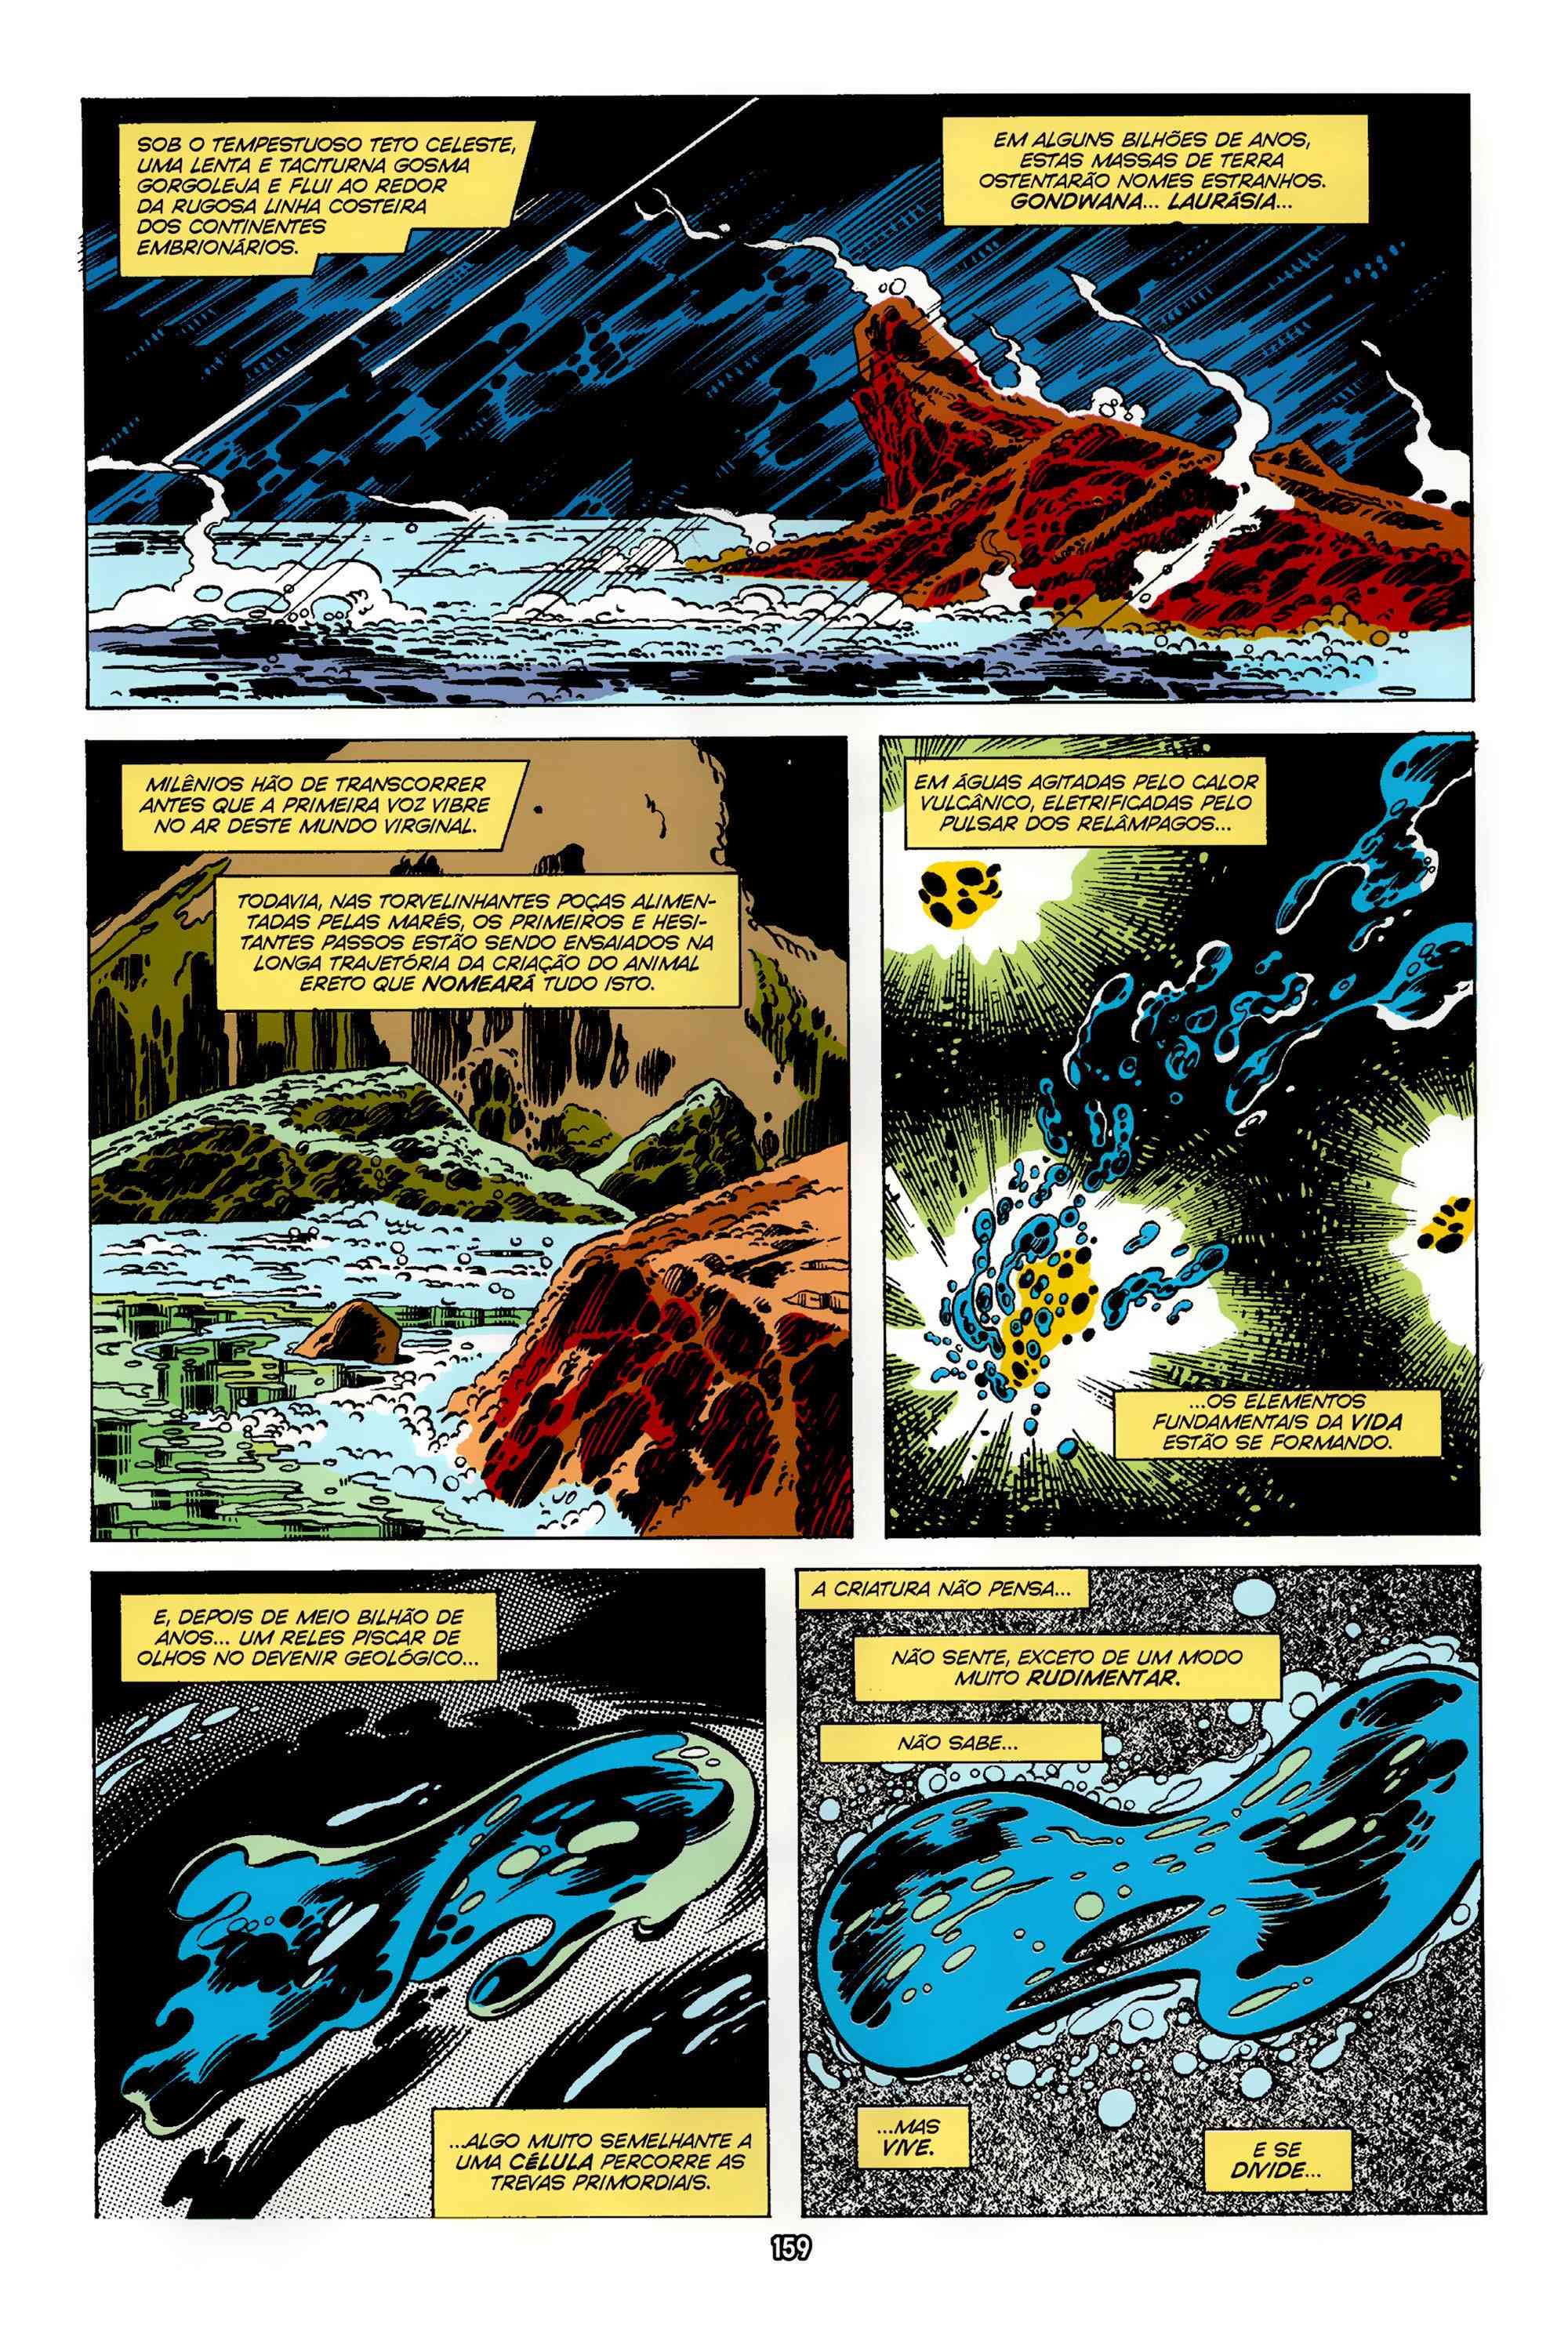 SOB O TEMPESTUOSO TETO CELESTE,
UMA LENTA E TACITURNA GOSMA
GORGOLEJA E FLUI AO REDOR
DA RUGOSA LINHA COSTEIRA
DOS CONTINENTES
EMBRIONÁRIOS.
EM ALGUNS BILHÕES DE ANOS,
ESTAS MASSAS DE TERRA
OSTENTARÃO NOMES ESTRANHOS.
GONDWANA... LAURÁSIA...
MILÊNIOS HÃO DE TRANSCORRER
ANTES QUE A PRIMEIRA VOZ VIBRE
NO AR DESTE MUNDO VIRGINAL.
TODAVIA, NAS TORVELINHANTES POÇAS ALIMEN-
TADAS PELAS MARÉS, OS PRIMEIROS E HESI-
TANTES PASSOS ESTÃO SENDO ENSAIADOS NA
LONGA TRAJETÓRIA DA CRIAÇÃO DO ANIMAL
ERETO QUE NOMEARÁ TUDO ISTO.
EM ÁGUAS AGITADAS PELO CALOR
VULCÂNICO, ELETRIFICADAS PELO
PULSAR DOS RELÂMPAGOS...
...OS ELEMENTOS
FUNDAMENTAIS DA VIDA
ESTÃO SE FORMANDO.
E, DEPOIS DE MEIO BILHÃO DE
ANOS... UM RELES PISCAR DE
OLHOS NO DEVENIR GEOLÓGICO...
...ALGO MUITO SEMELHANTE A
UMA CÉLULA PERCORRE AS
TREVAS PRIMORDIAIS.
A CRIATURA NÃO PENSA...
NÃO SENTE, EXCETO DE UM MODO
MUITO RUDIMENTAR.
NÃO SABE...
...MAS
VIVE.
E SE
DIVIDE...
159